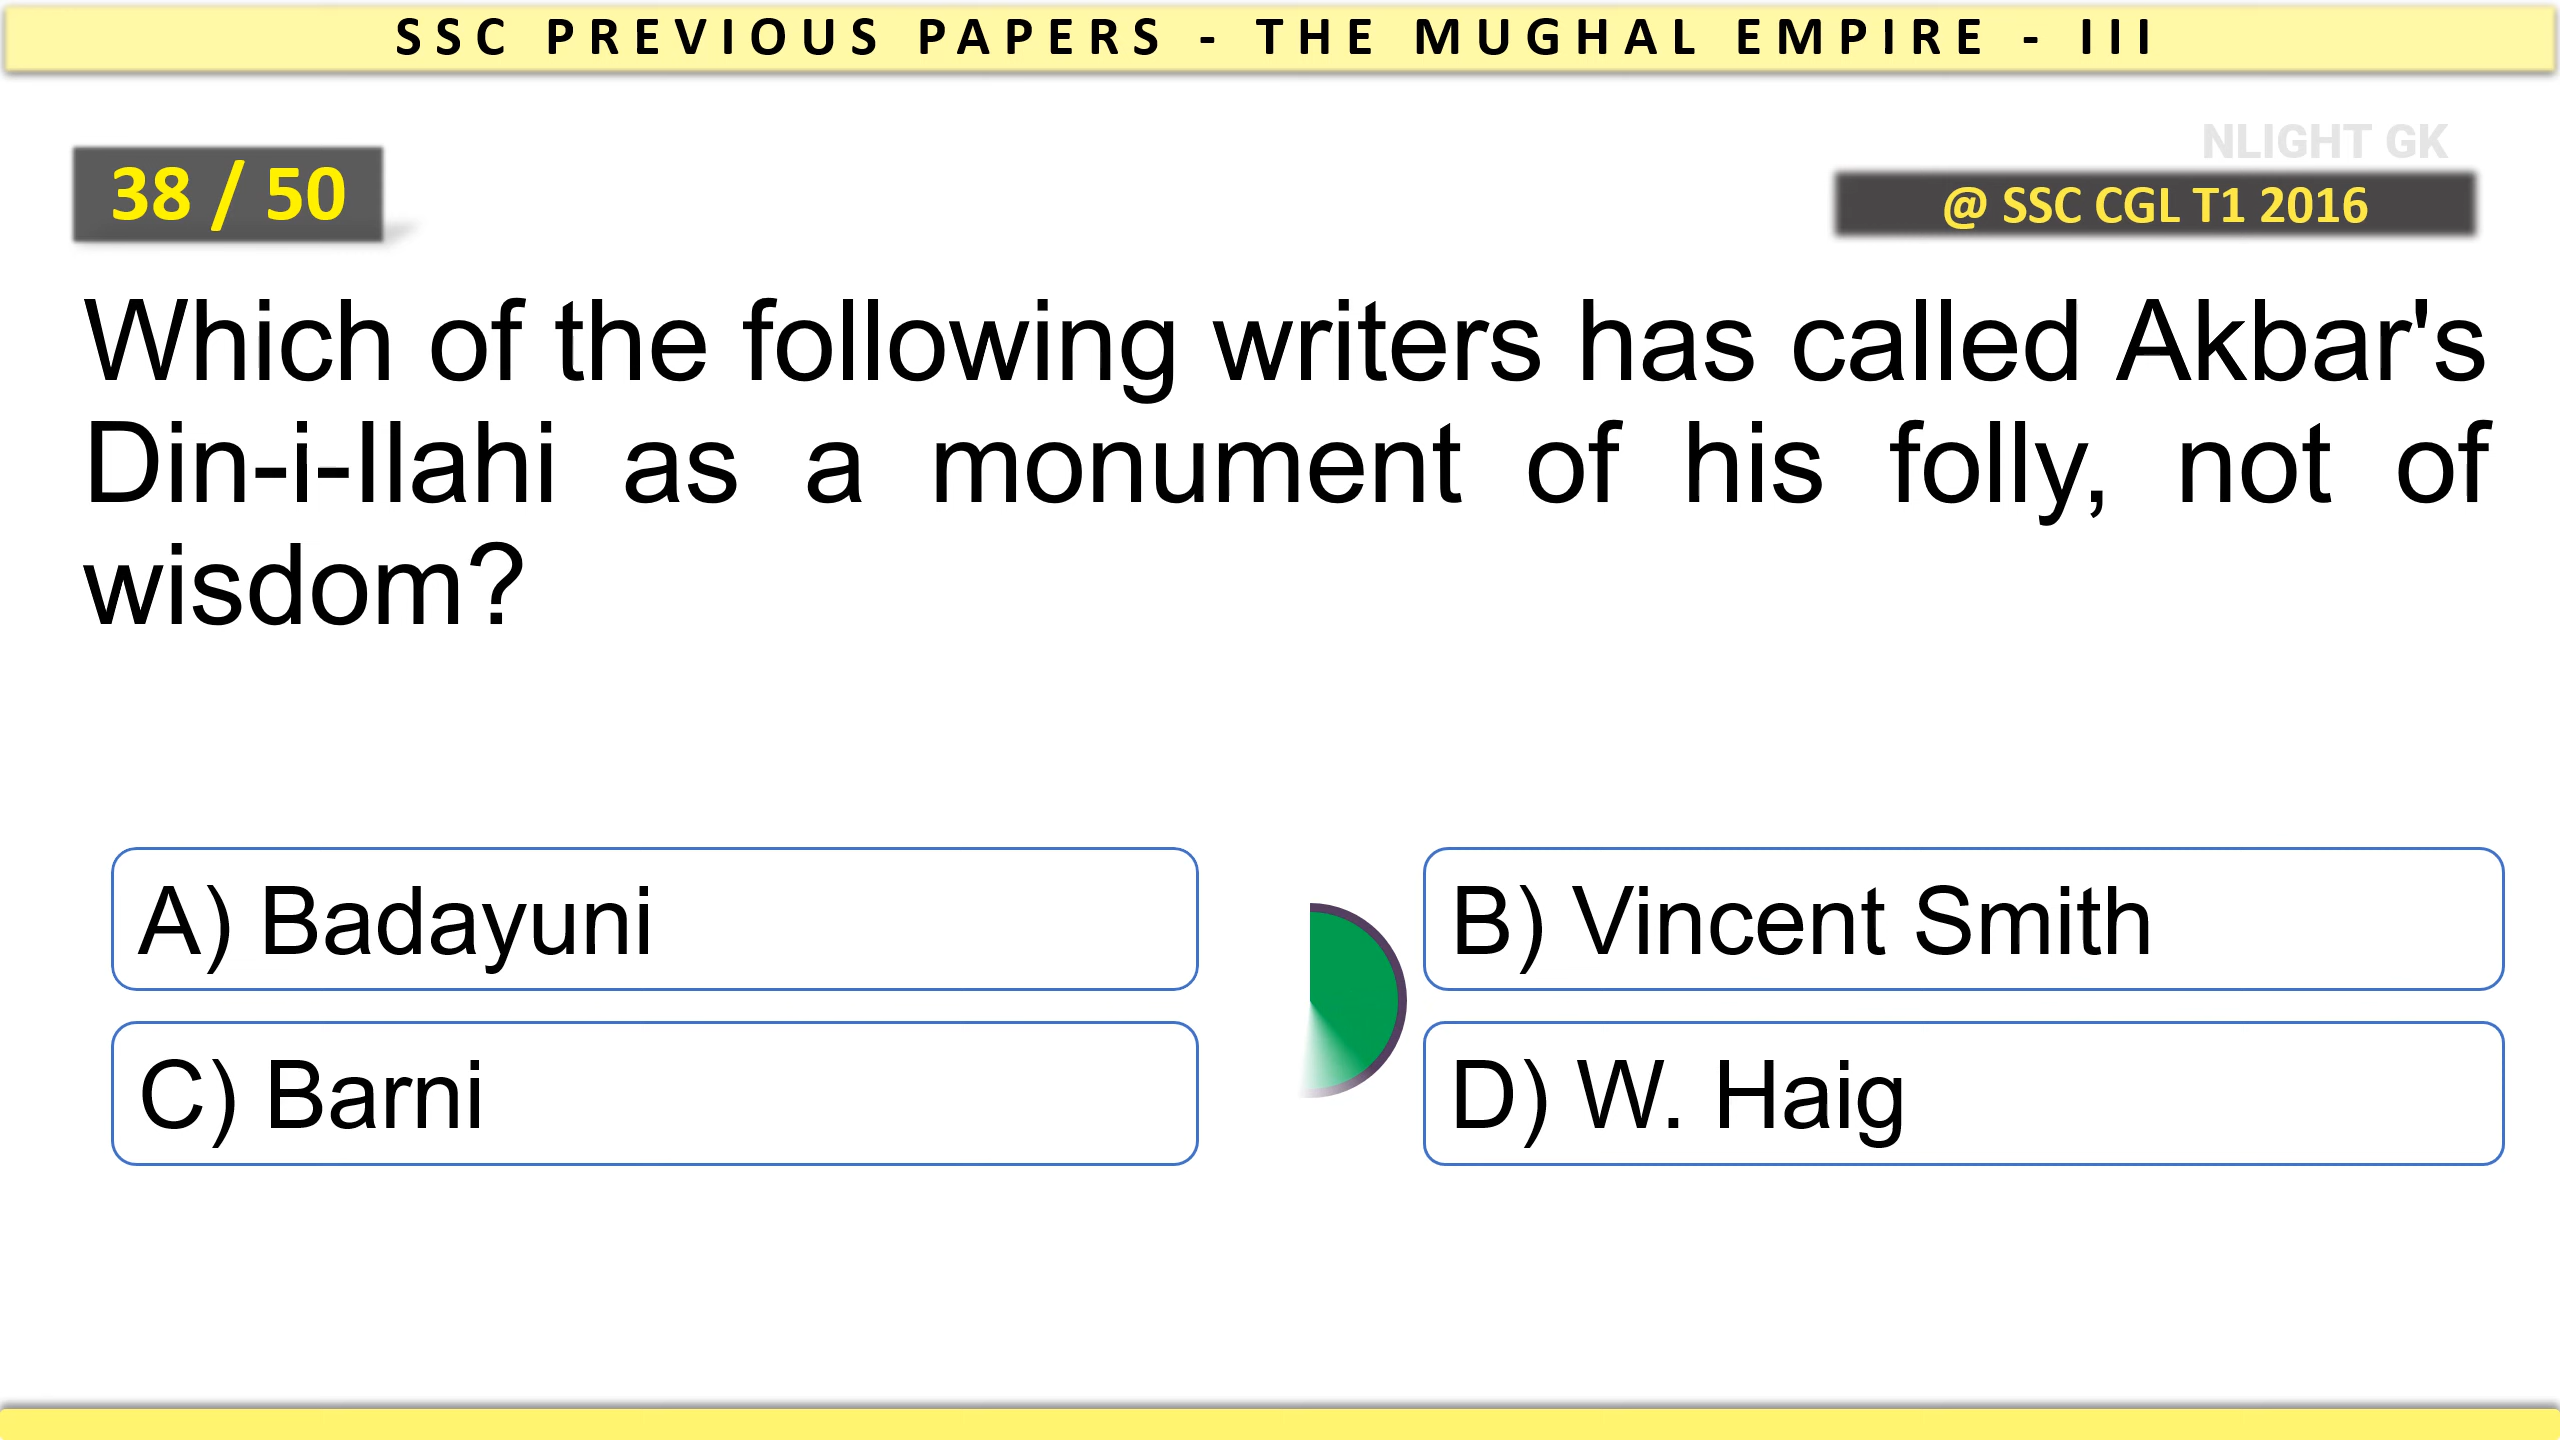 SSC PREVIOUS PAPERS - THE MUGHAL EMPIRE - III
NLIGHT GK
38 / 50
@ SSC CGL T1 2016
Which of the following writers has called Akbar's
Din-i-Ilahi as a monument of his folly, not of
wisdom?
A) Badayuni
B) Vincent Smith
C) Barni
D) W. Haig